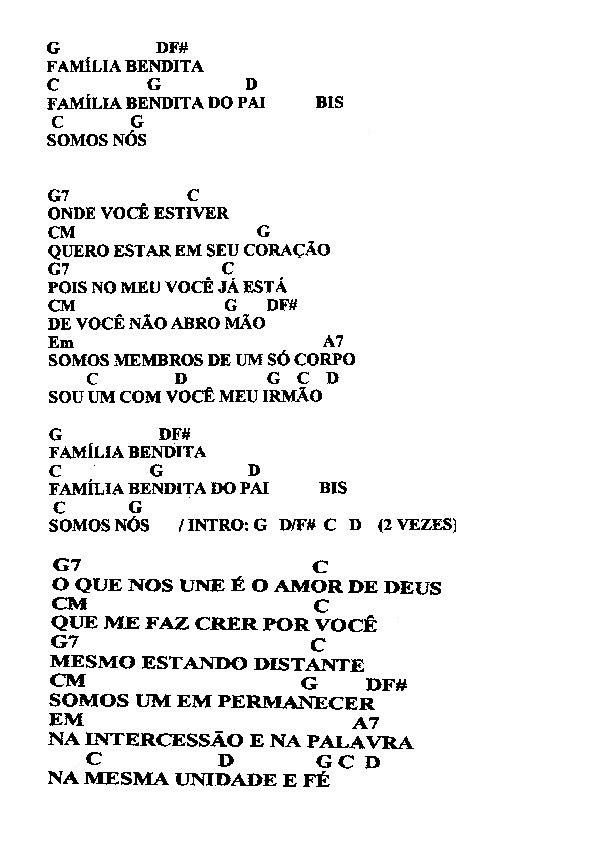 G DF#
FAMÍLIA BENDITA
C G D
FAMÍLIA BENDITA DO PAI BIS
C G
SOMOS NÓS
G7 C
ONDE VOCÊ ESTIVER
CM G
QUERO ESTAR EM SEU CORAÇÃO
G7 C
POIS NO MEU VOCÊ JÁ ESTÁ
CM G DF#
DE VOCÊ NÃO ABRO MÃO
Em A7
SOMOS MEMBROS DE UM SÓ CORPO
C D G C D
SOU UM COM VOCÊ MEU IRMÃO
G DF#
FAMÍLIA BENDITA
C G D
FAMÍLIA BENDITA DO PAI BIS
C G
SOMOS NÓS / INTRO: G D/F# C D (2 VEZES)
G7 C
O QUE NOS UNE É O AMOR DE DEUS
CM C
QUE ME FAZ CRER POR VOCÊ
G7 C
MESMO ESTANDO DISTANTE
CM G DF#
SOMOS UM EM PERMANECER
EM A7
NA INTERCESSÃO E NA PALAVRA
C D G C D
NA MESMA UNIDADE E FÉ